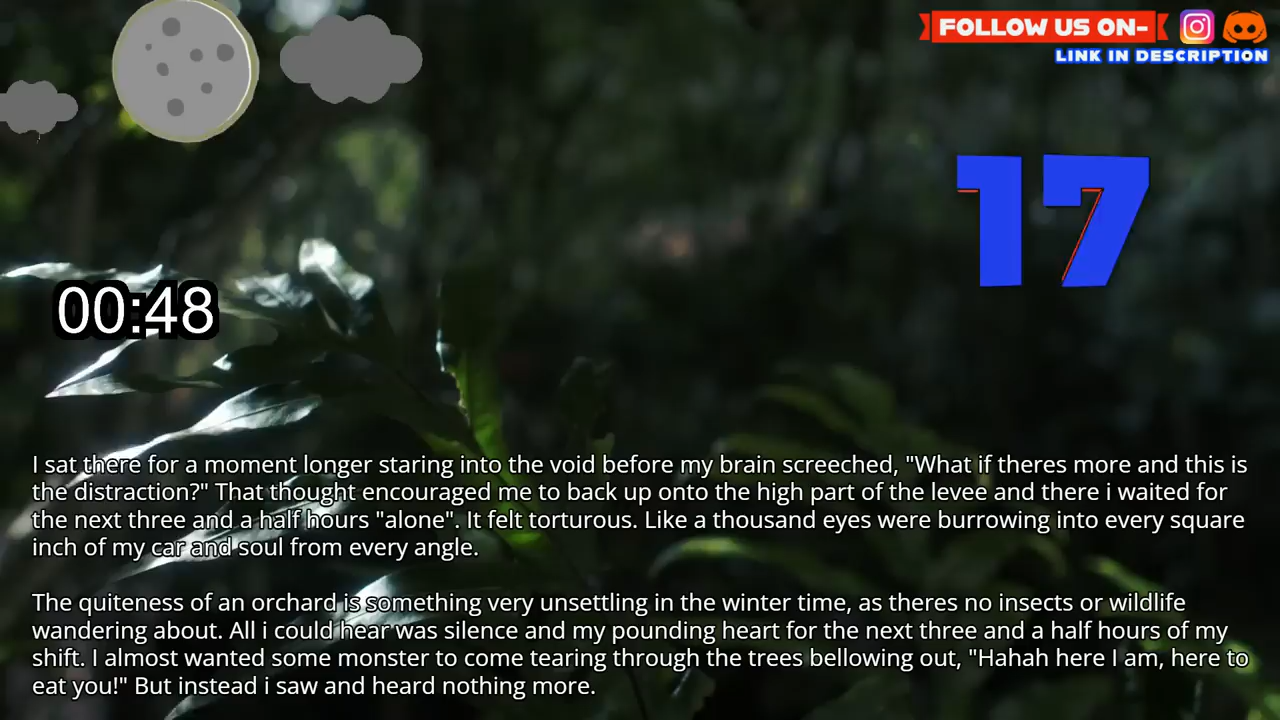 FOLLOW US ON-
LINK IN DESCRIPTION
17
00:48
I sat there for a moment longer staring into the void before my brain screeched, "What if theres more and this is
the distraction?" That thought encouraged me to back up onto the high part of the levee and there i waited for
the next three and a half hours "alone". It felt torturous. Like a thousand eyes were burrowing into every square
inch of my car and soul from every angle.
The quiteness of an orchard is something very unsettling in the winter time, as theres no insects or wildlife
wandering about. All i could hear was silence and my pounding heart for the next three and a half hours of my
shift. I almost wanted some monster to come tearing through the trees bellowing out, "Hahah here I am, here to
eat you!" But instead i saw and heard nothing more.